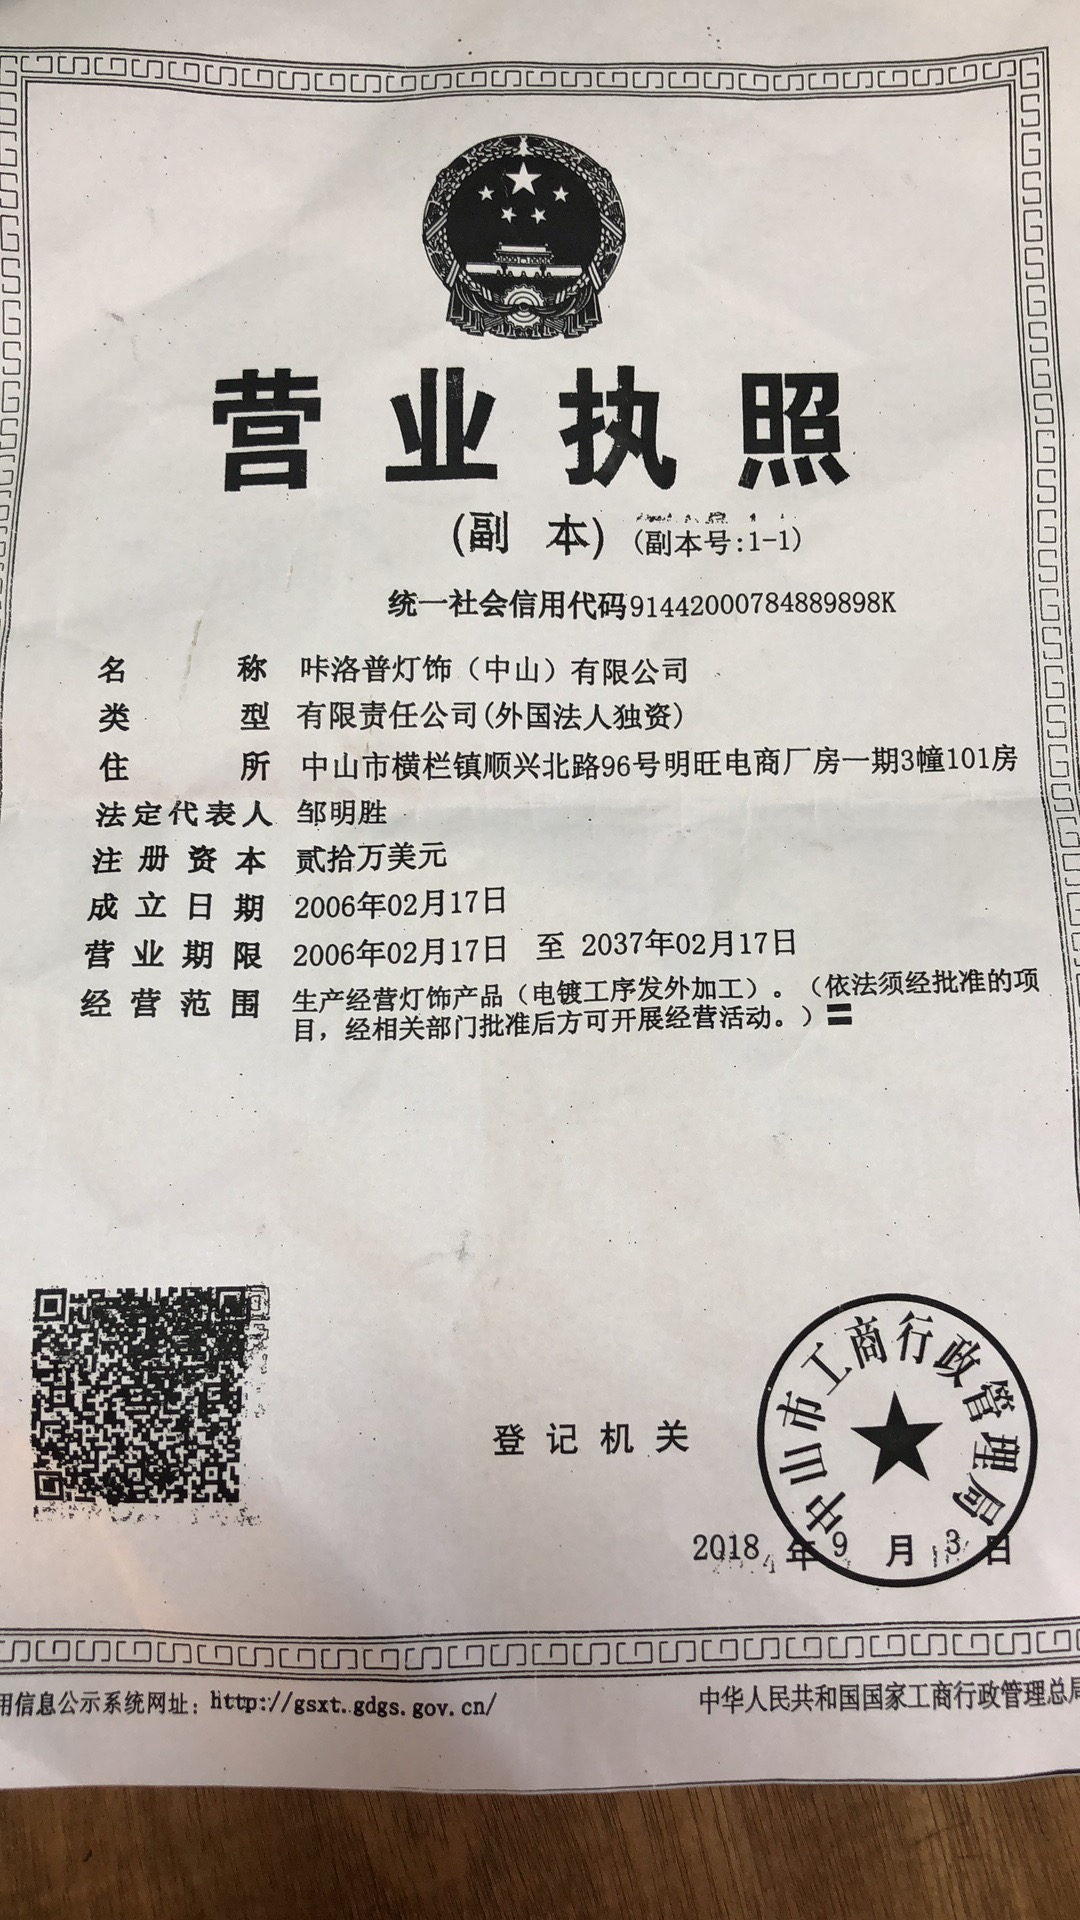 营业执照
(副 本) (副本号:1-1)
统一社会信用代码91442000784889898K
名 称 咔洛普灯饰（中山）有限公司
类 型 有限责任公司(外国法人独资)
住 所 中山市横栏镇顺兴北路96号明旺电商厂房一期3幢101房
法定代表人 邹明胜
注册资本 贰拾万美元
成立日期 2006年02月17日
营业期限 2006年02月17日 至 2037年02月17日
经营范围 生产经营灯饰产品（电镀工序发外加工）。（依法须经批准的项
目，经相关部门批准后方可开展经营活动。）〓
中山市工商行政管理局
登记机关
2018年9月3日
用信息公示系统网址：http://gsxt.gdgs.gov.cn/
中华人民共和国国家工商行政管理总局